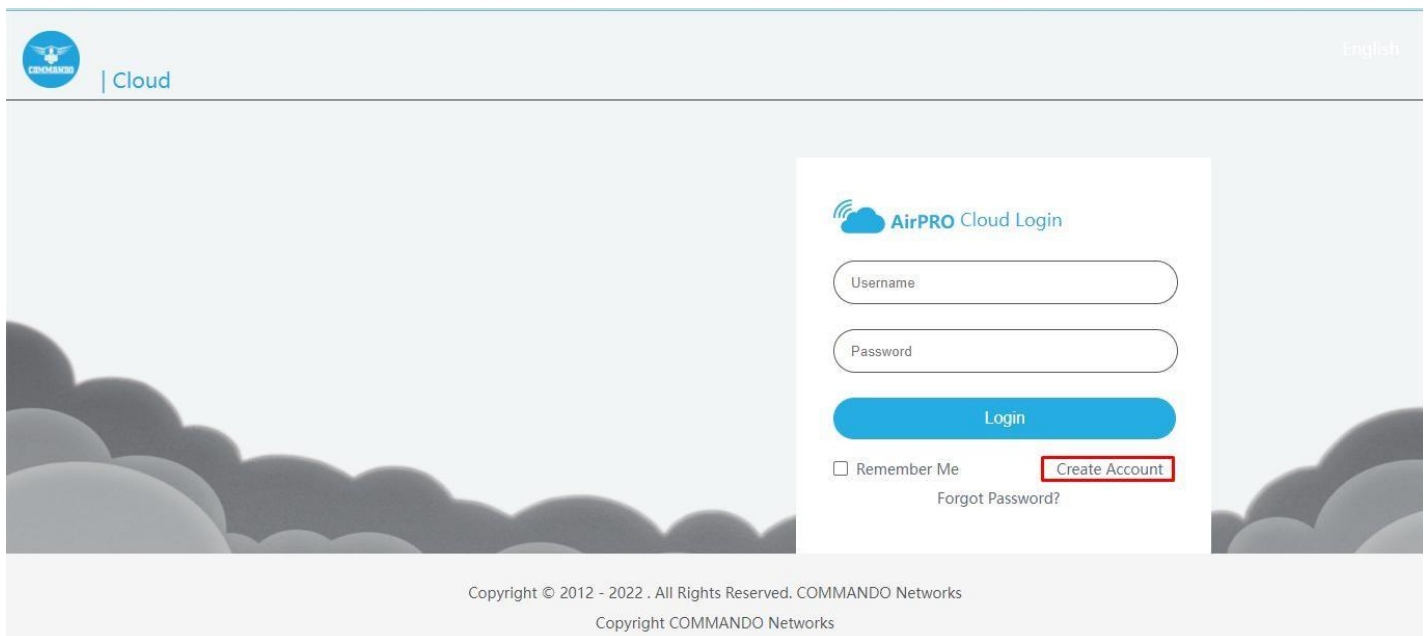 English
COMMANDO
| Cloud
AirPRO Cloud Login
Username
Password
Login
Remember Me Create Account
Forgot Password?
Copyright © 2012 - 2022 . All Rights Reserved. COMMANDO Networks
Copyright COMMANDO Networks